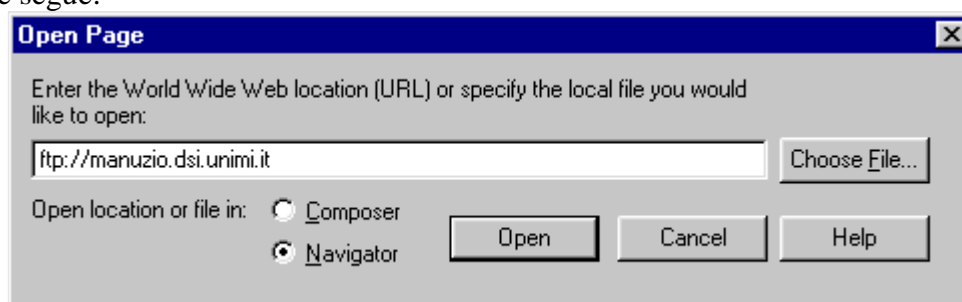 segue:
Open Page
Enter the World Wide Web location (URL) or specify the local file you would
like to open:
ftp://manuzio.dsi.unimi.it Choose File...
Open location or file in: Composer
Navigator Open Cancel Help